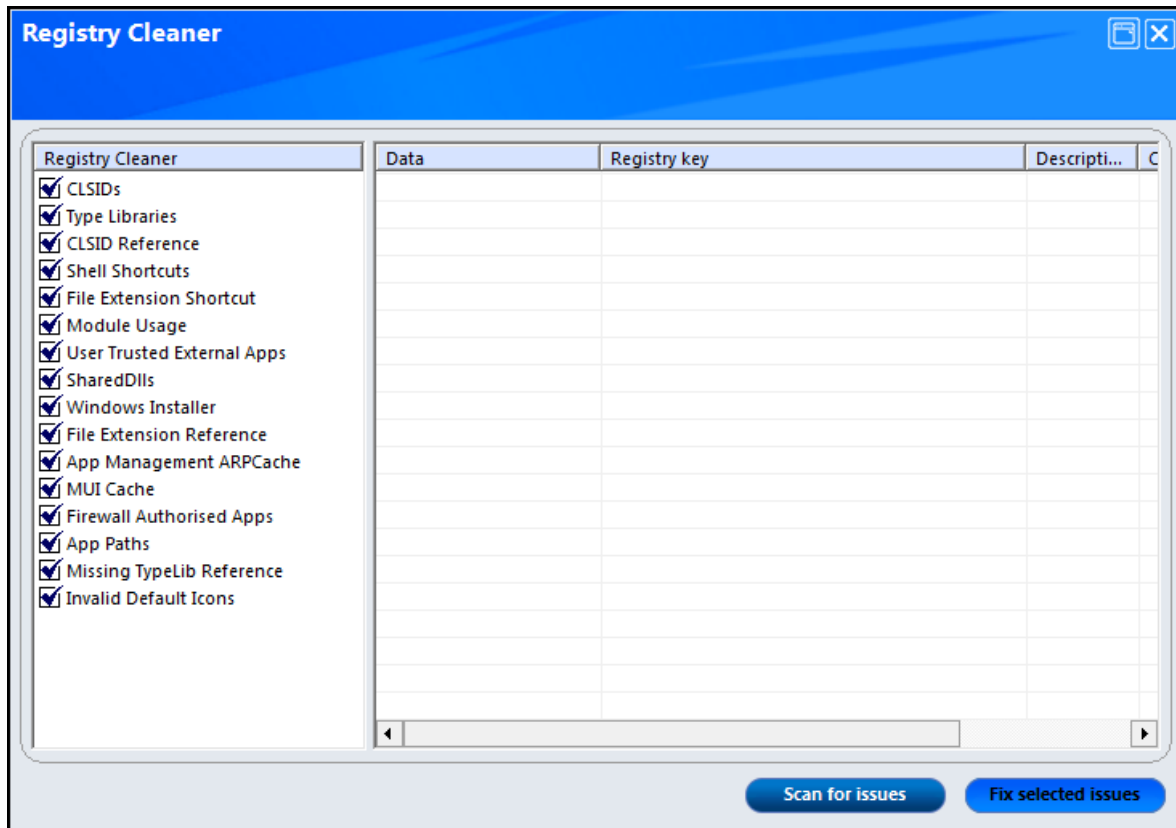 Registry Cleaner
Registry Cleaner
Data Registry key Descripti... C
CLSIDs
Type Libraries
CLSID Reference
Shell Shortcuts
File Extension Shortcut
Module Usage
User Trusted External Apps
SharedDlls
Windows Installer
File Extension Reference
App Management ARPCache
MUI Cache
Firewall Authorised Apps
App Paths
Missing TypeLib Reference
Invalid Default Icons
Scan for issues
Fix selected issues